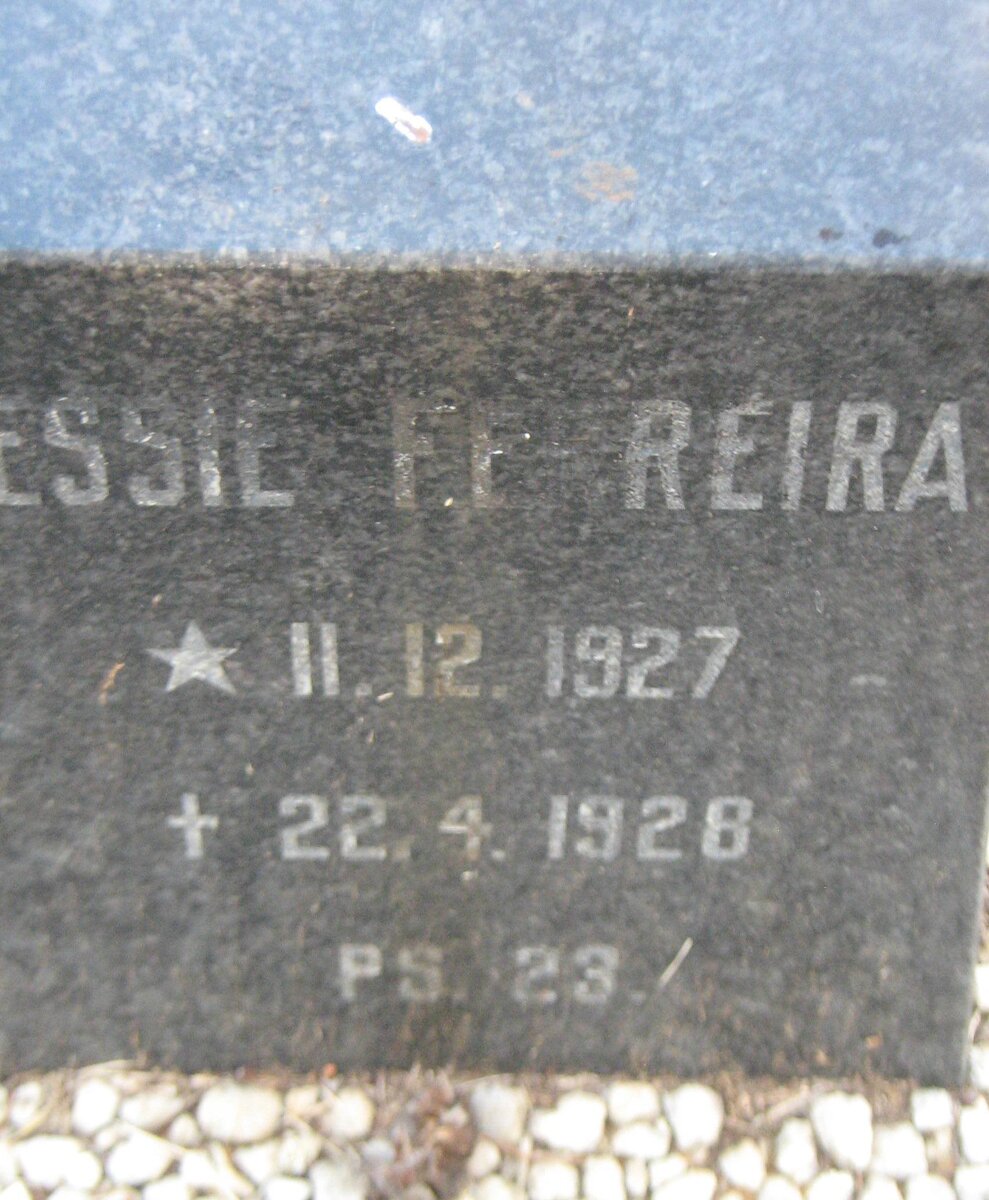 ESSIE FE REIRA
★ 11. 12. 1927
✝ 22. 4. 1928
PS. 23.